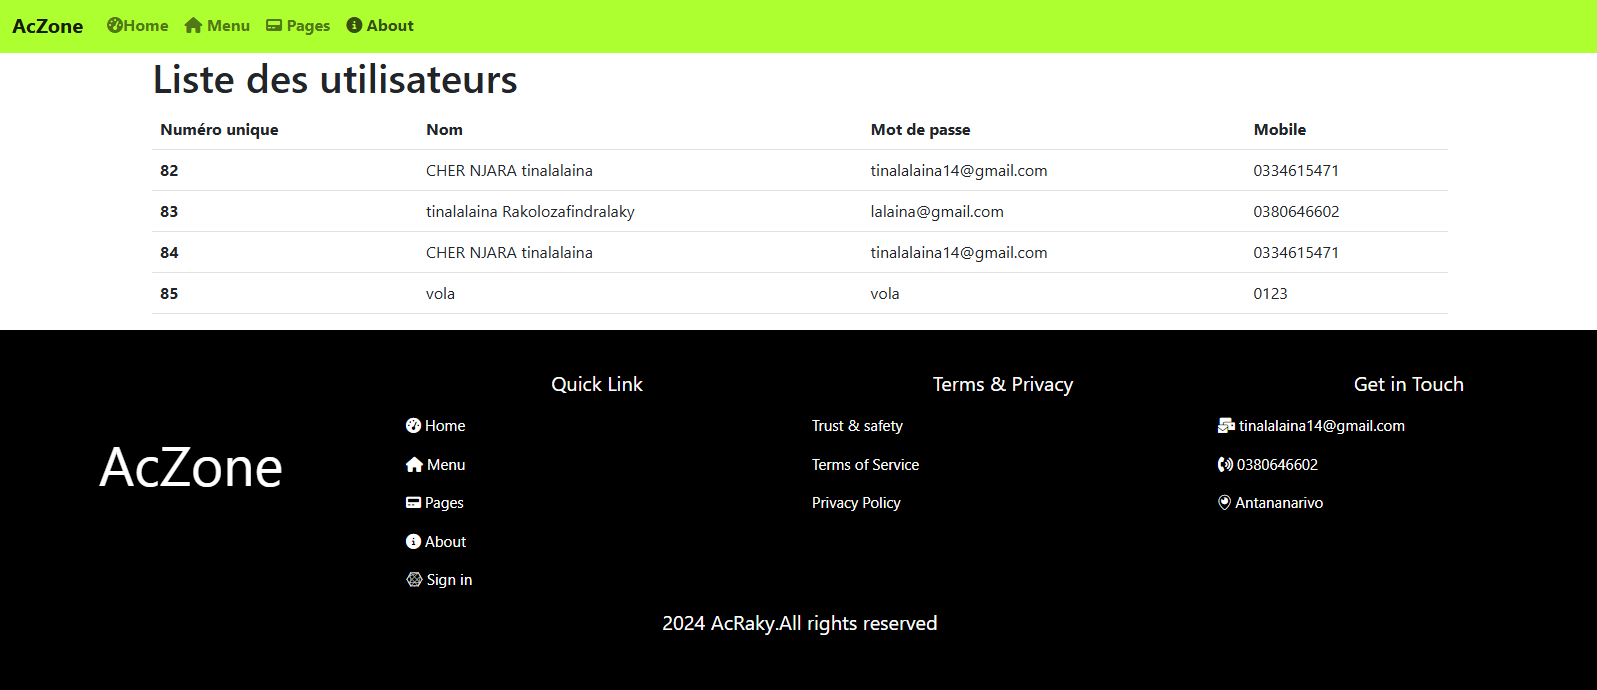 AcZone Home Menu Pages About
Liste des utilisateurs
Numéro unique Nom Mot de passe Mobile
82 CHER NJARA tinalalaina tinalalaina14@gmail.com 0334615471
83 tinalalaina Rakolozafindralaky lalaina@gmail.com 0380646602
84 CHER NJARA tinalalaina tinalalaina14@gmail.com 0334615471
85 vola vola 0123
AcZone
Quick Link
Home
Menu
Pages
About
Sign in
Terms & Privacy
Trust & safety
Terms of Service
Privacy Policy
Get in Touch
tinalalaina14@gmail.com
0380646602
Antananarivo
2024 AcRaky.All rights reserved